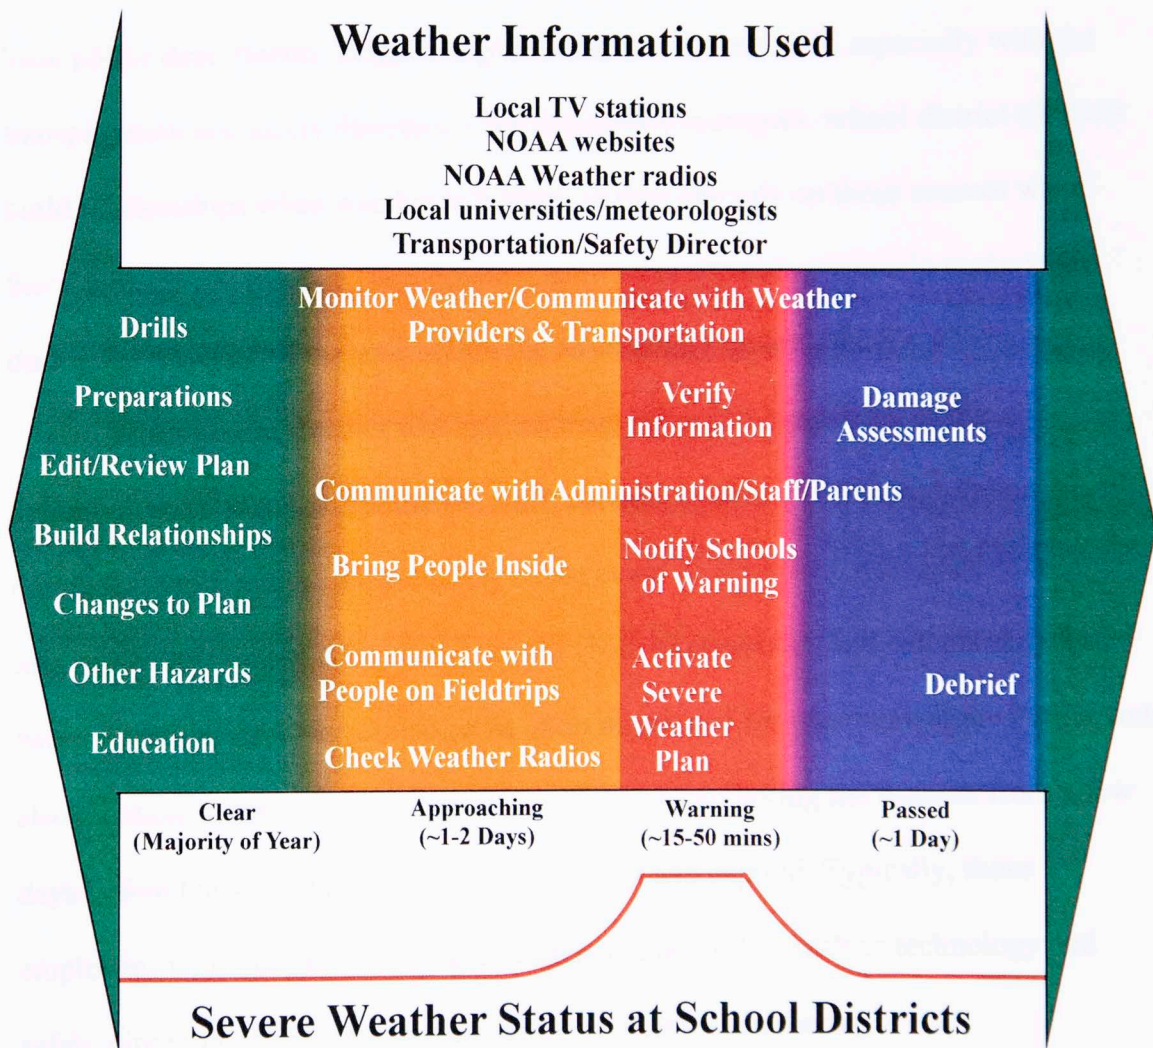 Weather Information Used
Local TV stations
NOAA websites
NOAA Weather radios
Local universities/meteorologists
Transportation/Safety Director
Monitor Weather/Communicate with Weather
Providers & Transportation
Drills
Preparations
Edit/Review Plan
Build Relationships
Changes to Plan
Other Hazards
Education
Communicate with Administration/Staff/Parents
Bring People Inside
Communicate with
People on Fieldtrips
Check Weather Radios
Verify
Information
Notify Schools
of Warning
Activate
Severe
Weather
Plan
Damage
Assessments
Debrief
Clear
(Majority of Year)
Approaching
(~1-2 Days)
Warning
(~15-50 mins)
Passed
(~1 Day)
Severe Weather Status at School Districts